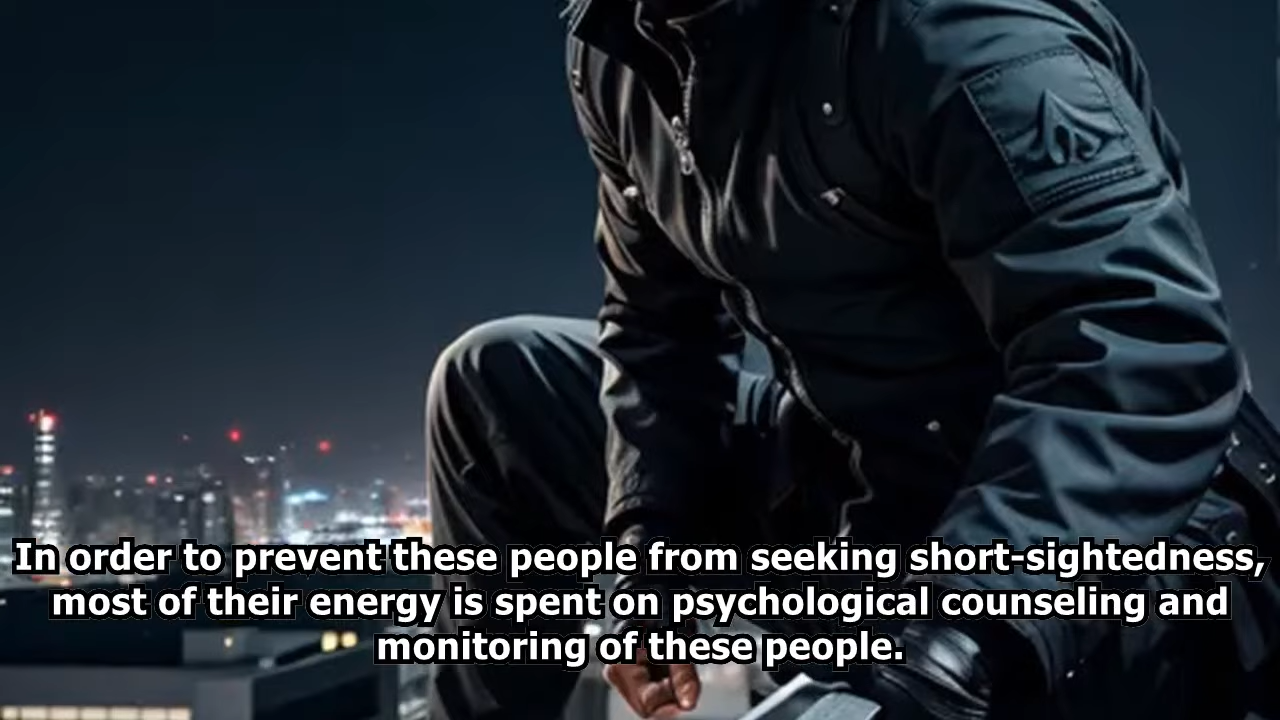 In order to prevent these people from seeking short-sightedness,
most of their energy is spent on psychological counseling and
monitoring of these people.